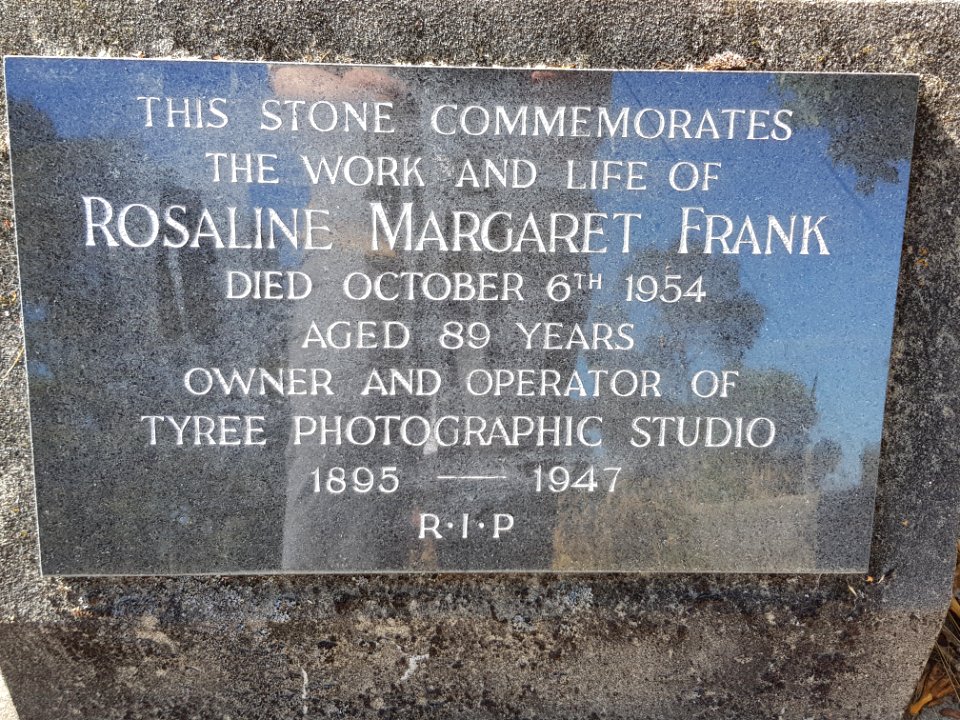 THIS STONE COMMEMORATES
THE WORK AND LIFE OF
ROSALINE MARGARET FRANK
DIED OCTOBER 6TH 1954
AGED 89 YEARS
OWNER AND OPERATOR OF
TYREE PHOTOGRAPHIC STUDIO
1895 — 1947
R·I·P